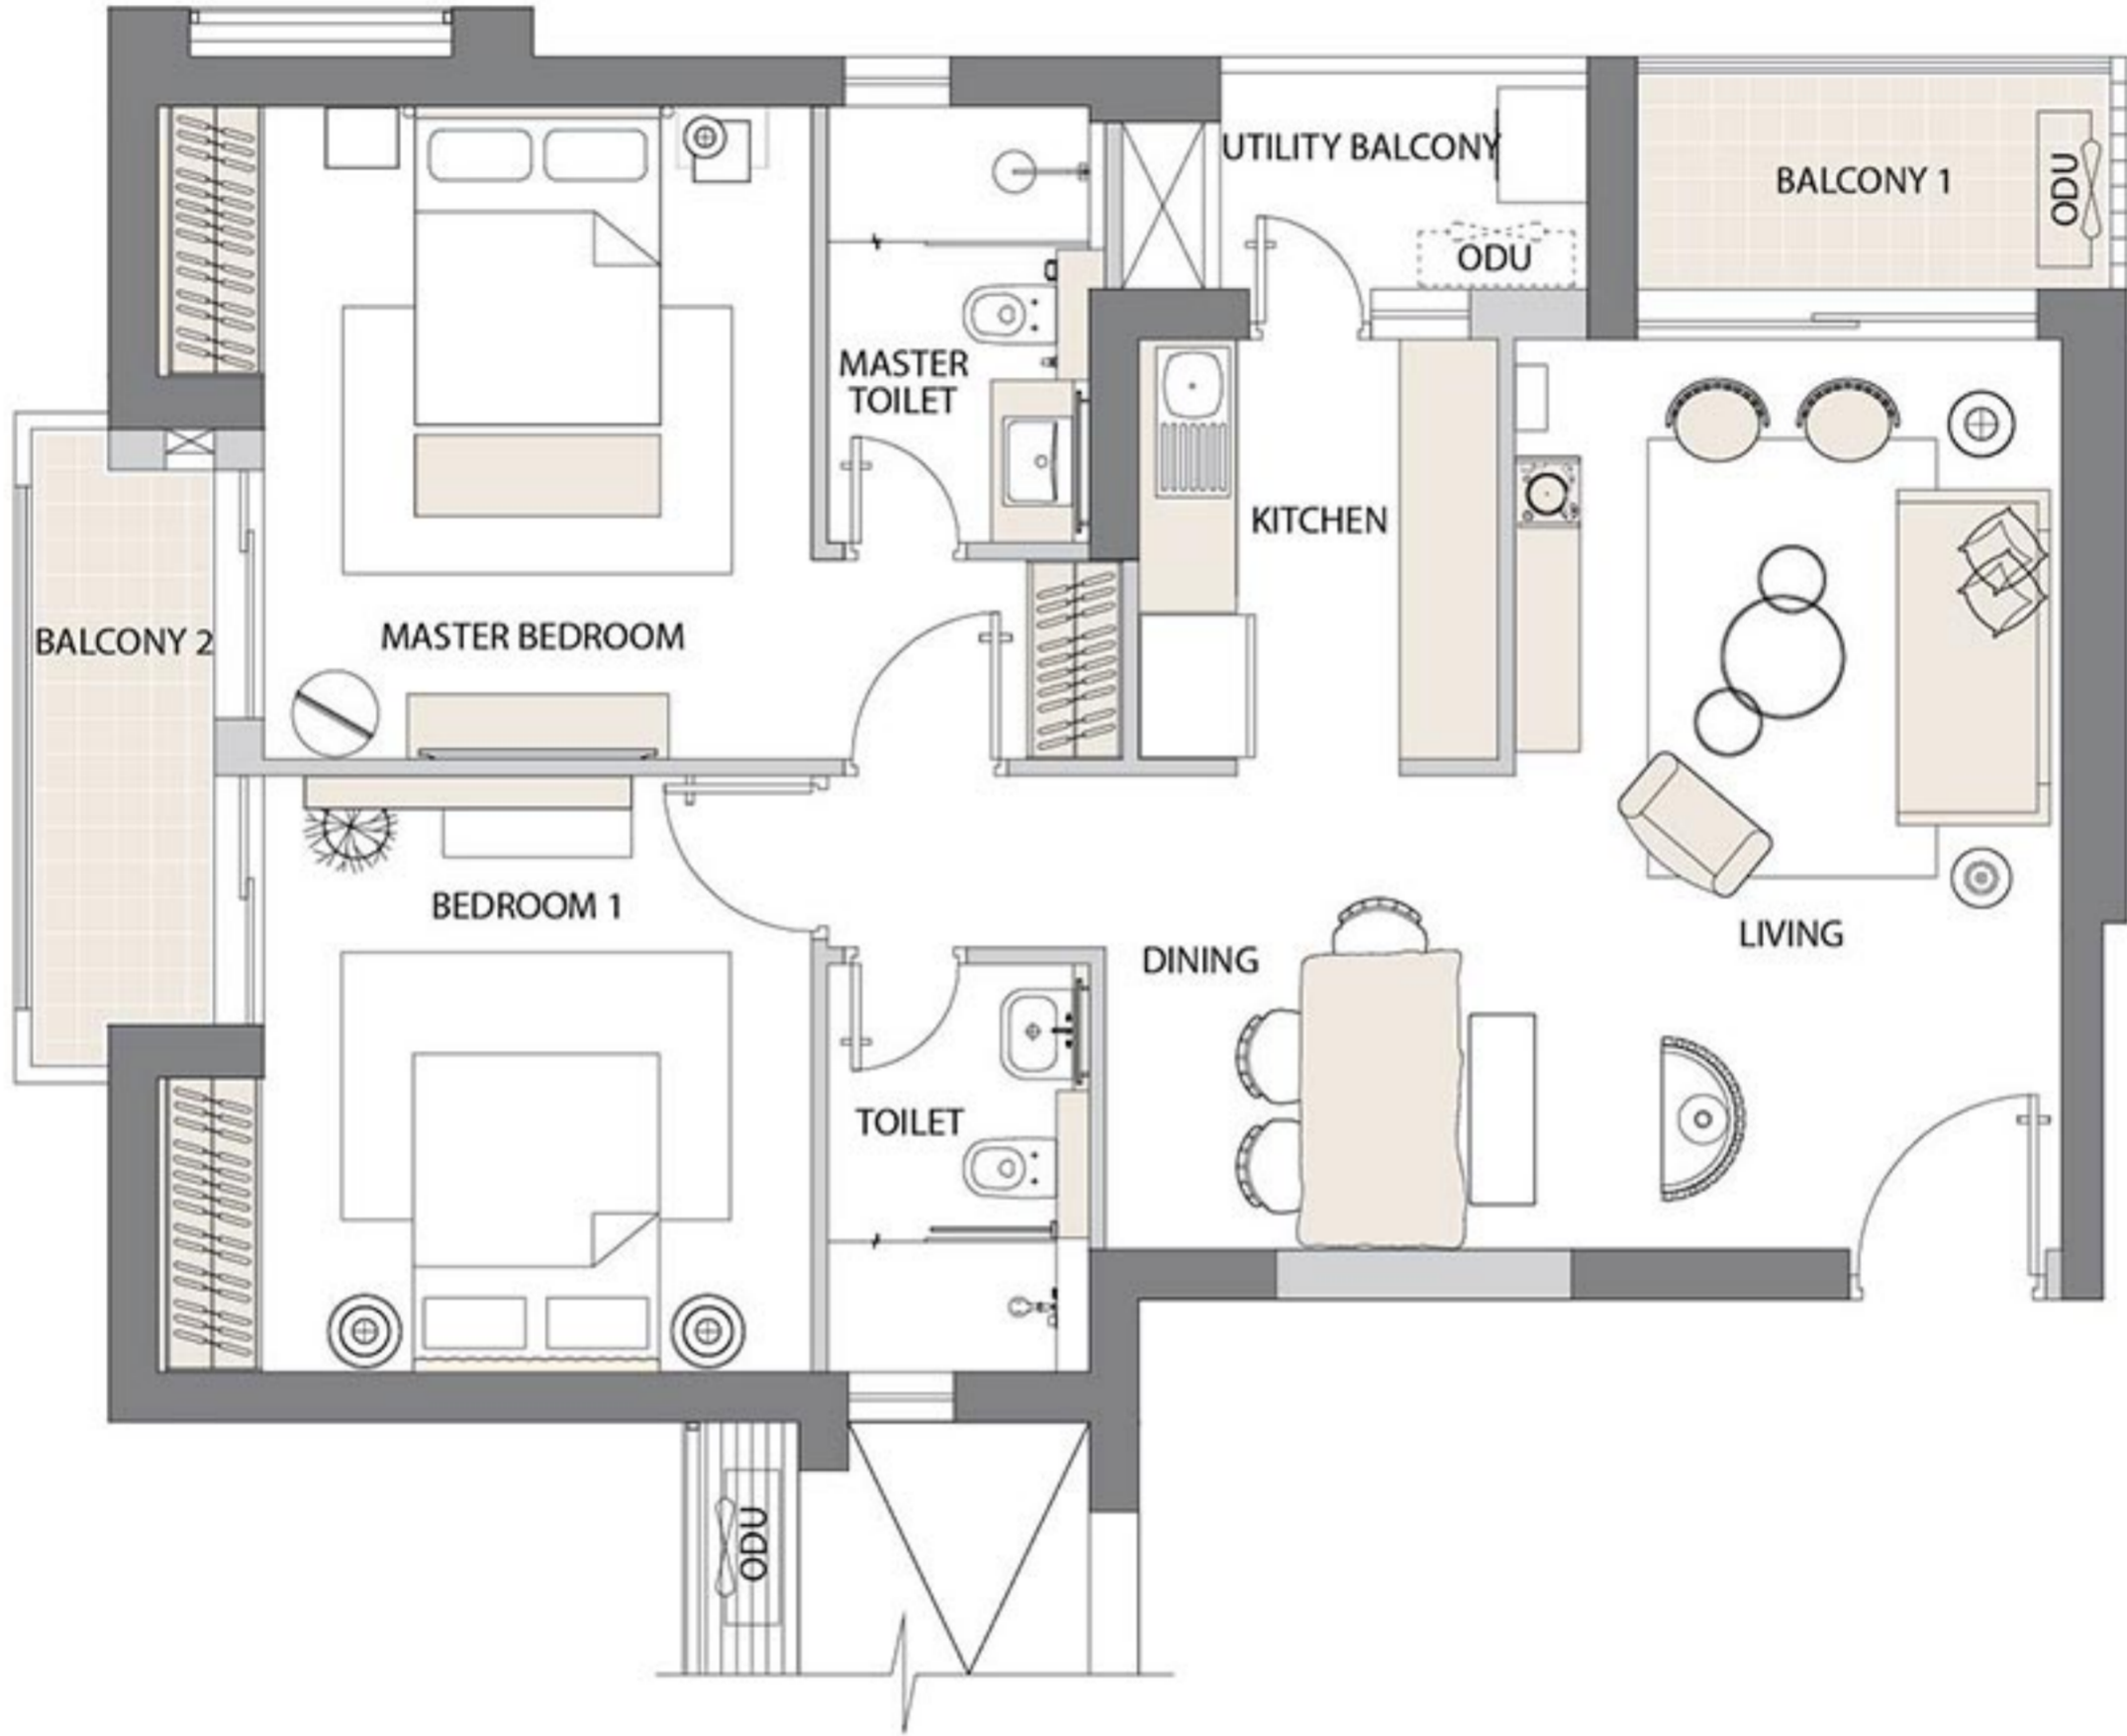 UTILITY BALCONY
BALCONY 1
ODU
ODU
MASTER
TOILET
KITCHEN
BALCONY 2
MASTER BEDROOM
BEDROOM 1
DINING
LIVING
TOILET
ODU